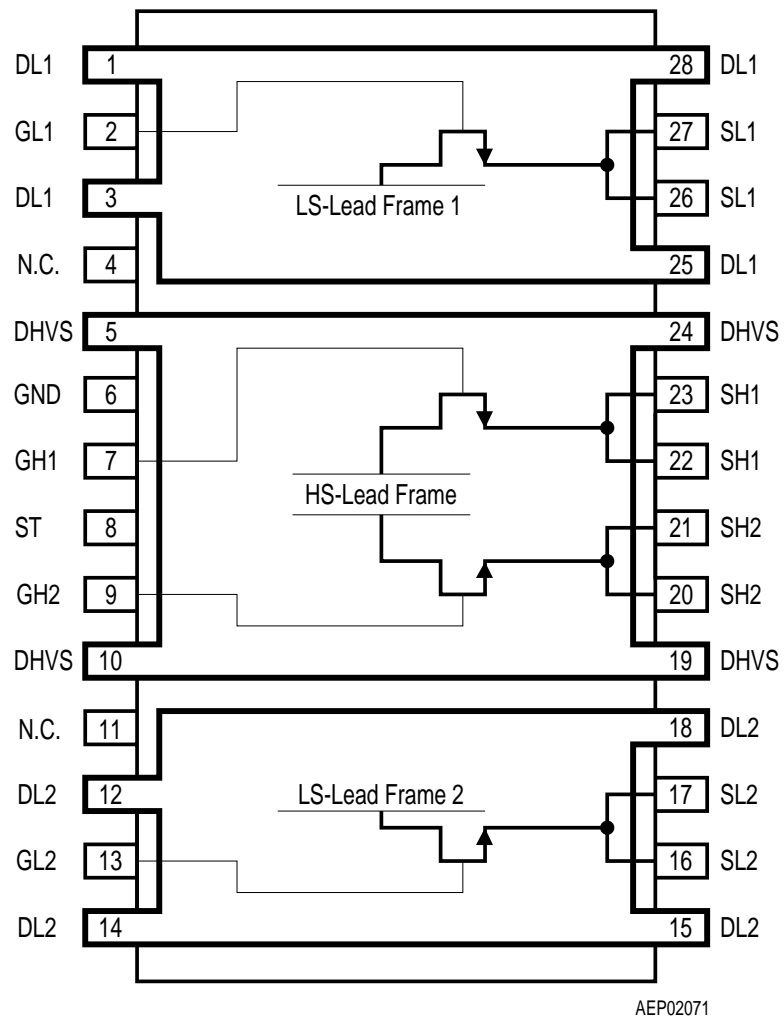 DL1 1 28 DL1
GL1 2 27 SL1
DL1 3 26 SL1
LS-Lead Frame 1
N.C. 4 25 DL1
DHVS 5 24 DHVS
GND 6 23 SH1
GH1 7 22 SH1
HS-Lead Frame
ST 8 21 SH2
GH2 9 20 SH2
DHVS 10 19 DHVS
N.C. 11 18 DL2
DL2 12 LS-Lead Frame 2 17 SL2
GL2 13 16 SL2
DL2 14 15 DL2
AEP02071